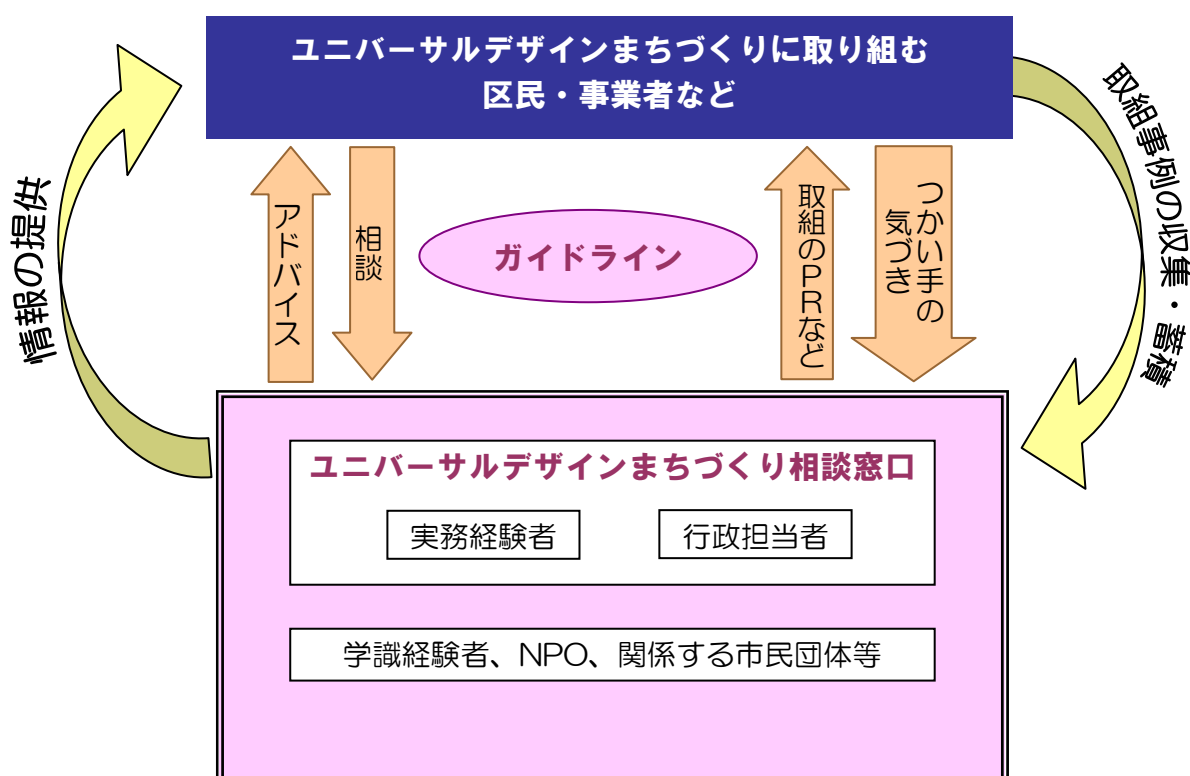 ユニバーサルデザインまちづくりに取り組む
区民・事業者など
情報の提供
アドバイス
相談
ガイドライン
取組のPRなど
つかい手の
気づき
取組事例の収集・蓄積
ユニバーサルデザインまちづくり相談窓口
実務経験者
行政担当者
学識経験者、NPO、関係する市民団体等